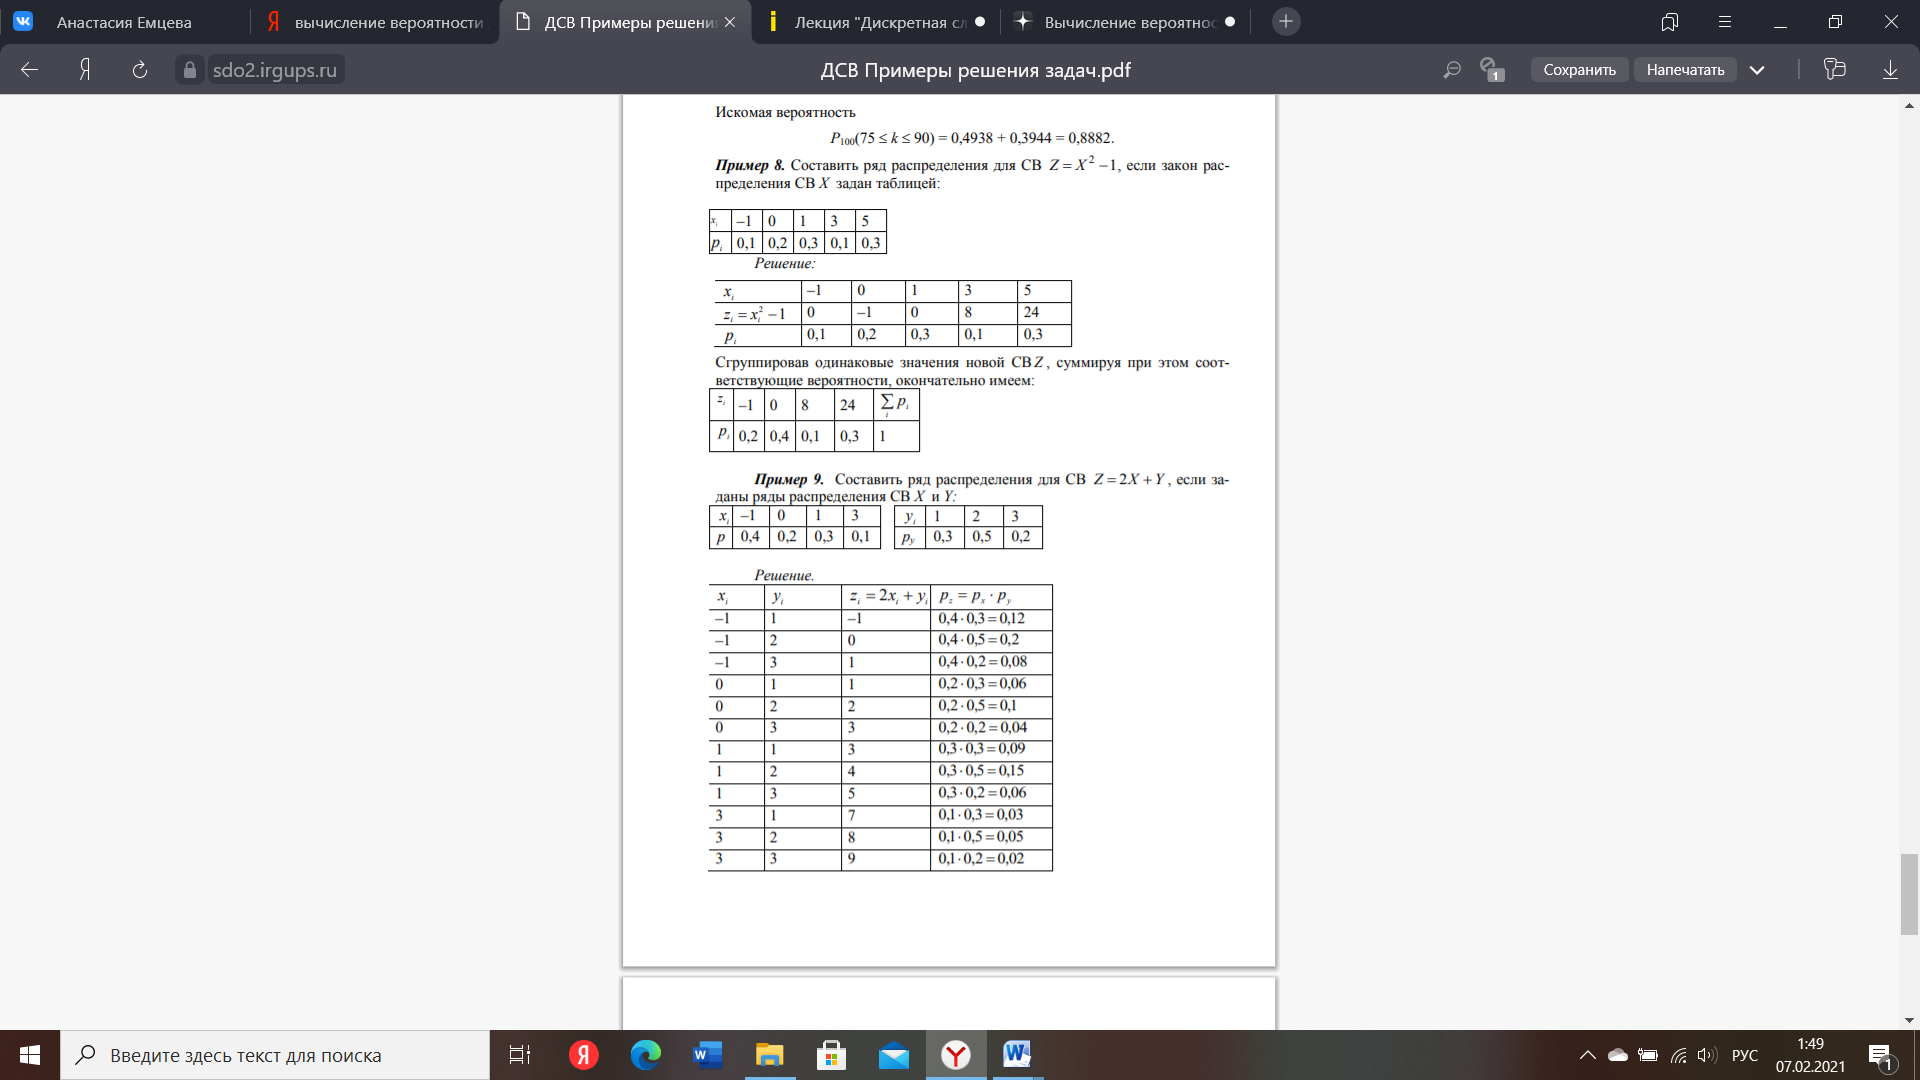 Анастасия Емцева
вычисление вероятности
ДСВ Примеры решени
Лекция "Дискретная сл
Вычисление вероятнос
sdo2.irgups.ru
ДСВ Примеры решения задач.pdf
1
Сохранить
Напечатать
Искомая вероятность
P₁₀₀(75 ≤ k ≤ 90) = 0,4938 + 0,3944 = 0,8882.
Пример 8. Составить ряд распределения для СВ Z = X² −1, если закон рас-
пределения СВ X задан таблицей:
xᵢ –1 0 1 3 5
pᵢ 0,1 0,2 0,3 0,1 0,3
Решение:
xᵢ –1 0 1 3 5
zᵢ = xᵢ² −1 0 –1 0 8 24
pᵢ 0,1 0,2 0,3 0,1 0,3
Сгруппировав одинаковые значения новой СВ Z, суммируя при этом соот-
ветствующие вероятности, окончательно имеем:
zᵢ –1 0 8 24 ∑ᵢ pᵢ
pᵢ 0,2 0,4 0,1 0,3 1
Пример 9. Составить ряд распределения для СВ Z = 2X + Y, если за-
даны ряды распределения СВ X и Y:
xᵢ –1 0 1 3 yᵢ 1 2 3
p 0,4 0,2 0,3 0,1 p_y 0,3 0,5 0,2
Решение.
xᵢ yᵢ zᵢ = 2xᵢ + yᵢ p_z = p_x · p_y
–1 1 –1 0,4 · 0,3 = 0,12
–1 2 0 0,4 · 0,5 = 0,2
–1 3 1 0,4 · 0,2 = 0,08
0 1 1 0,2 · 0,3 = 0,06
0 2 2 0,2 · 0,5 = 0,1
0 3 3 0,2 · 0,2 = 0,04
1 1 3 0,3 · 0,3 = 0,09
1 2 4 0,3 · 0,5 = 0,15
1 3 5 0,3 · 0,2 = 0,06
3 1 7 0,1 · 0,3 = 0,03
3 2 8 0,1 · 0,5 = 0,05
3 3 9 0,1 · 0,2 = 0,02
Введите здесь текст для поиска
РУС
1:49
07.02.2021
1